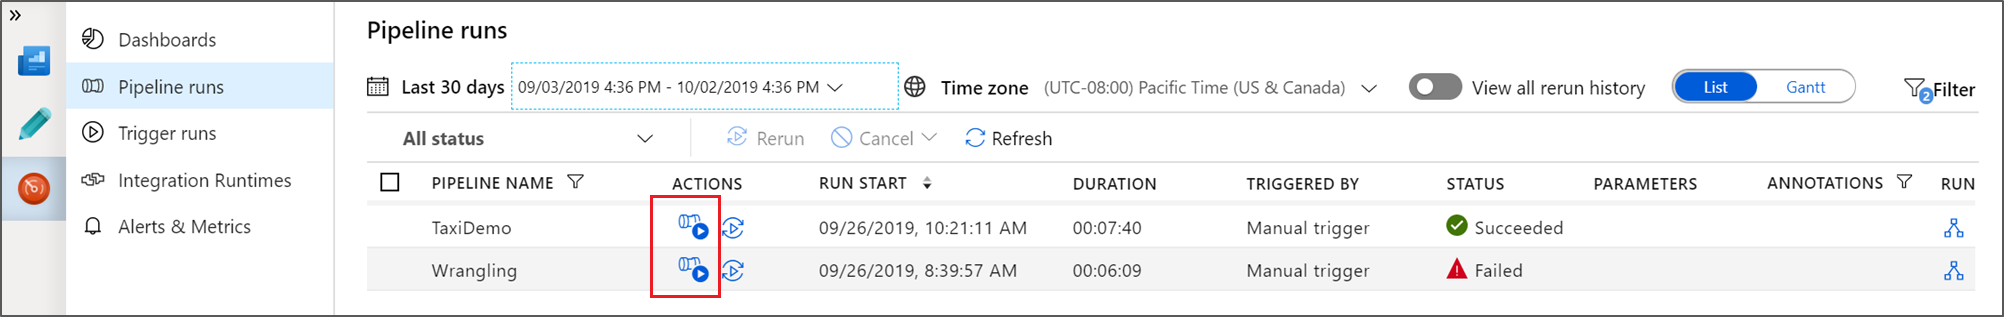 »
Dashboards
Pipeline runs
Trigger runs
Integration Runtimes
Alerts & Metrics
Pipeline runs
Last 30 days 09/03/2019 4:36 PM - 10/02/2019 4:36 PM Time zone (UTC-08:00) Pacific Time (US & Canada) View all rerun history List Gantt 2 Filter
All status Rerun Cancel Refresh
PIPELINE NAME ACTIONS RUN START DURATION TRIGGERED BY STATUS PARAMETERS ANNOTATIONS RUN
TaxiDemo 09/26/2019, 10:21:11 AM 00:07:40 Manual trigger Succeeded
Wrangling 09/26/2019, 8:39:57 AM 00:06:09 Manual trigger Failed